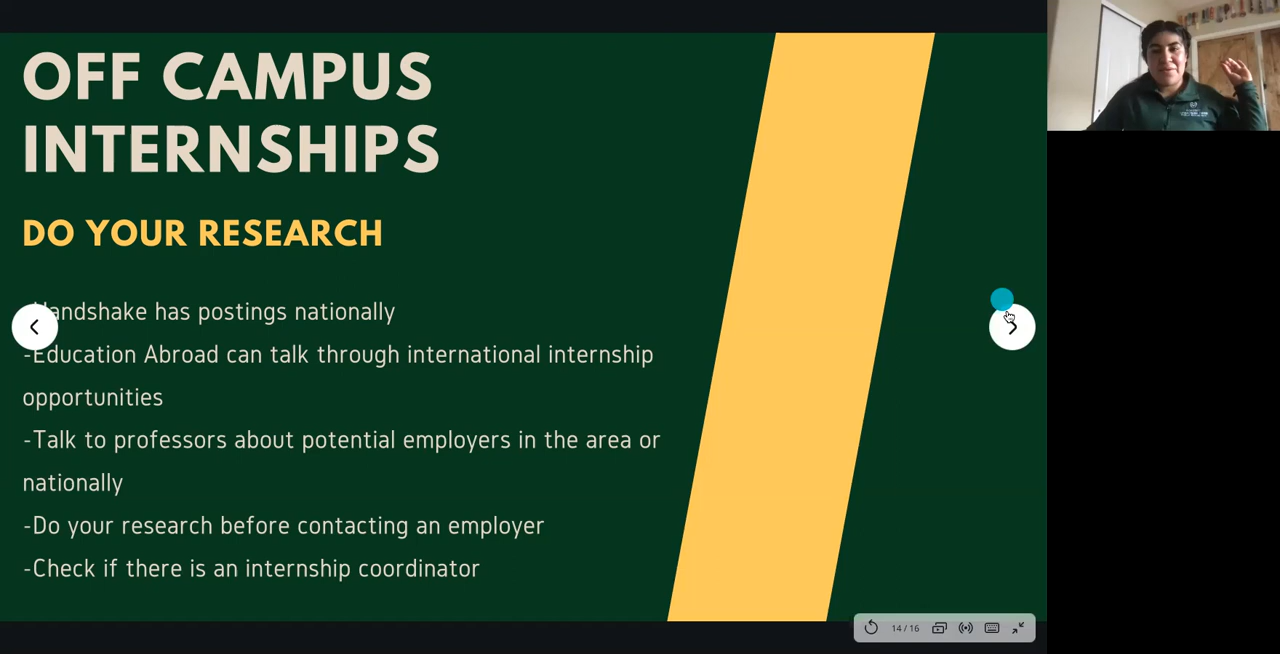 OFF CAMPUS
INTERNSHIPS
DO YOUR RESEARCH
andshake has postings nationally
-Education Abroad can talk through international internship
opportunities
-Talk to professors about potential employers in the area or
nationally
-Do your research before contacting an employer
-Check if there is an internship coordinator
14 / 16